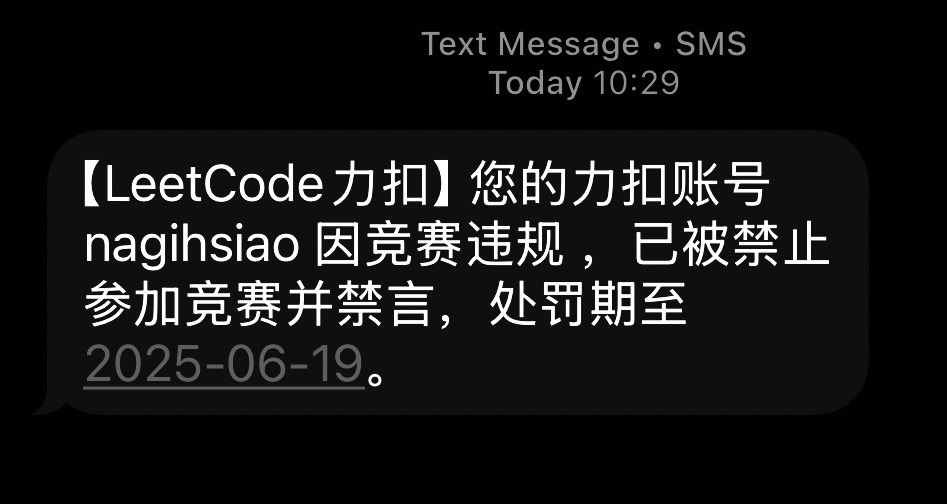 Text Message • SMS
Today 10:29
【LeetCode力扣】您的力扣账号
nagihsiao 因竞赛违规 ，已被禁止
参加竞赛并禁言，处罚期至
2025-06-19。